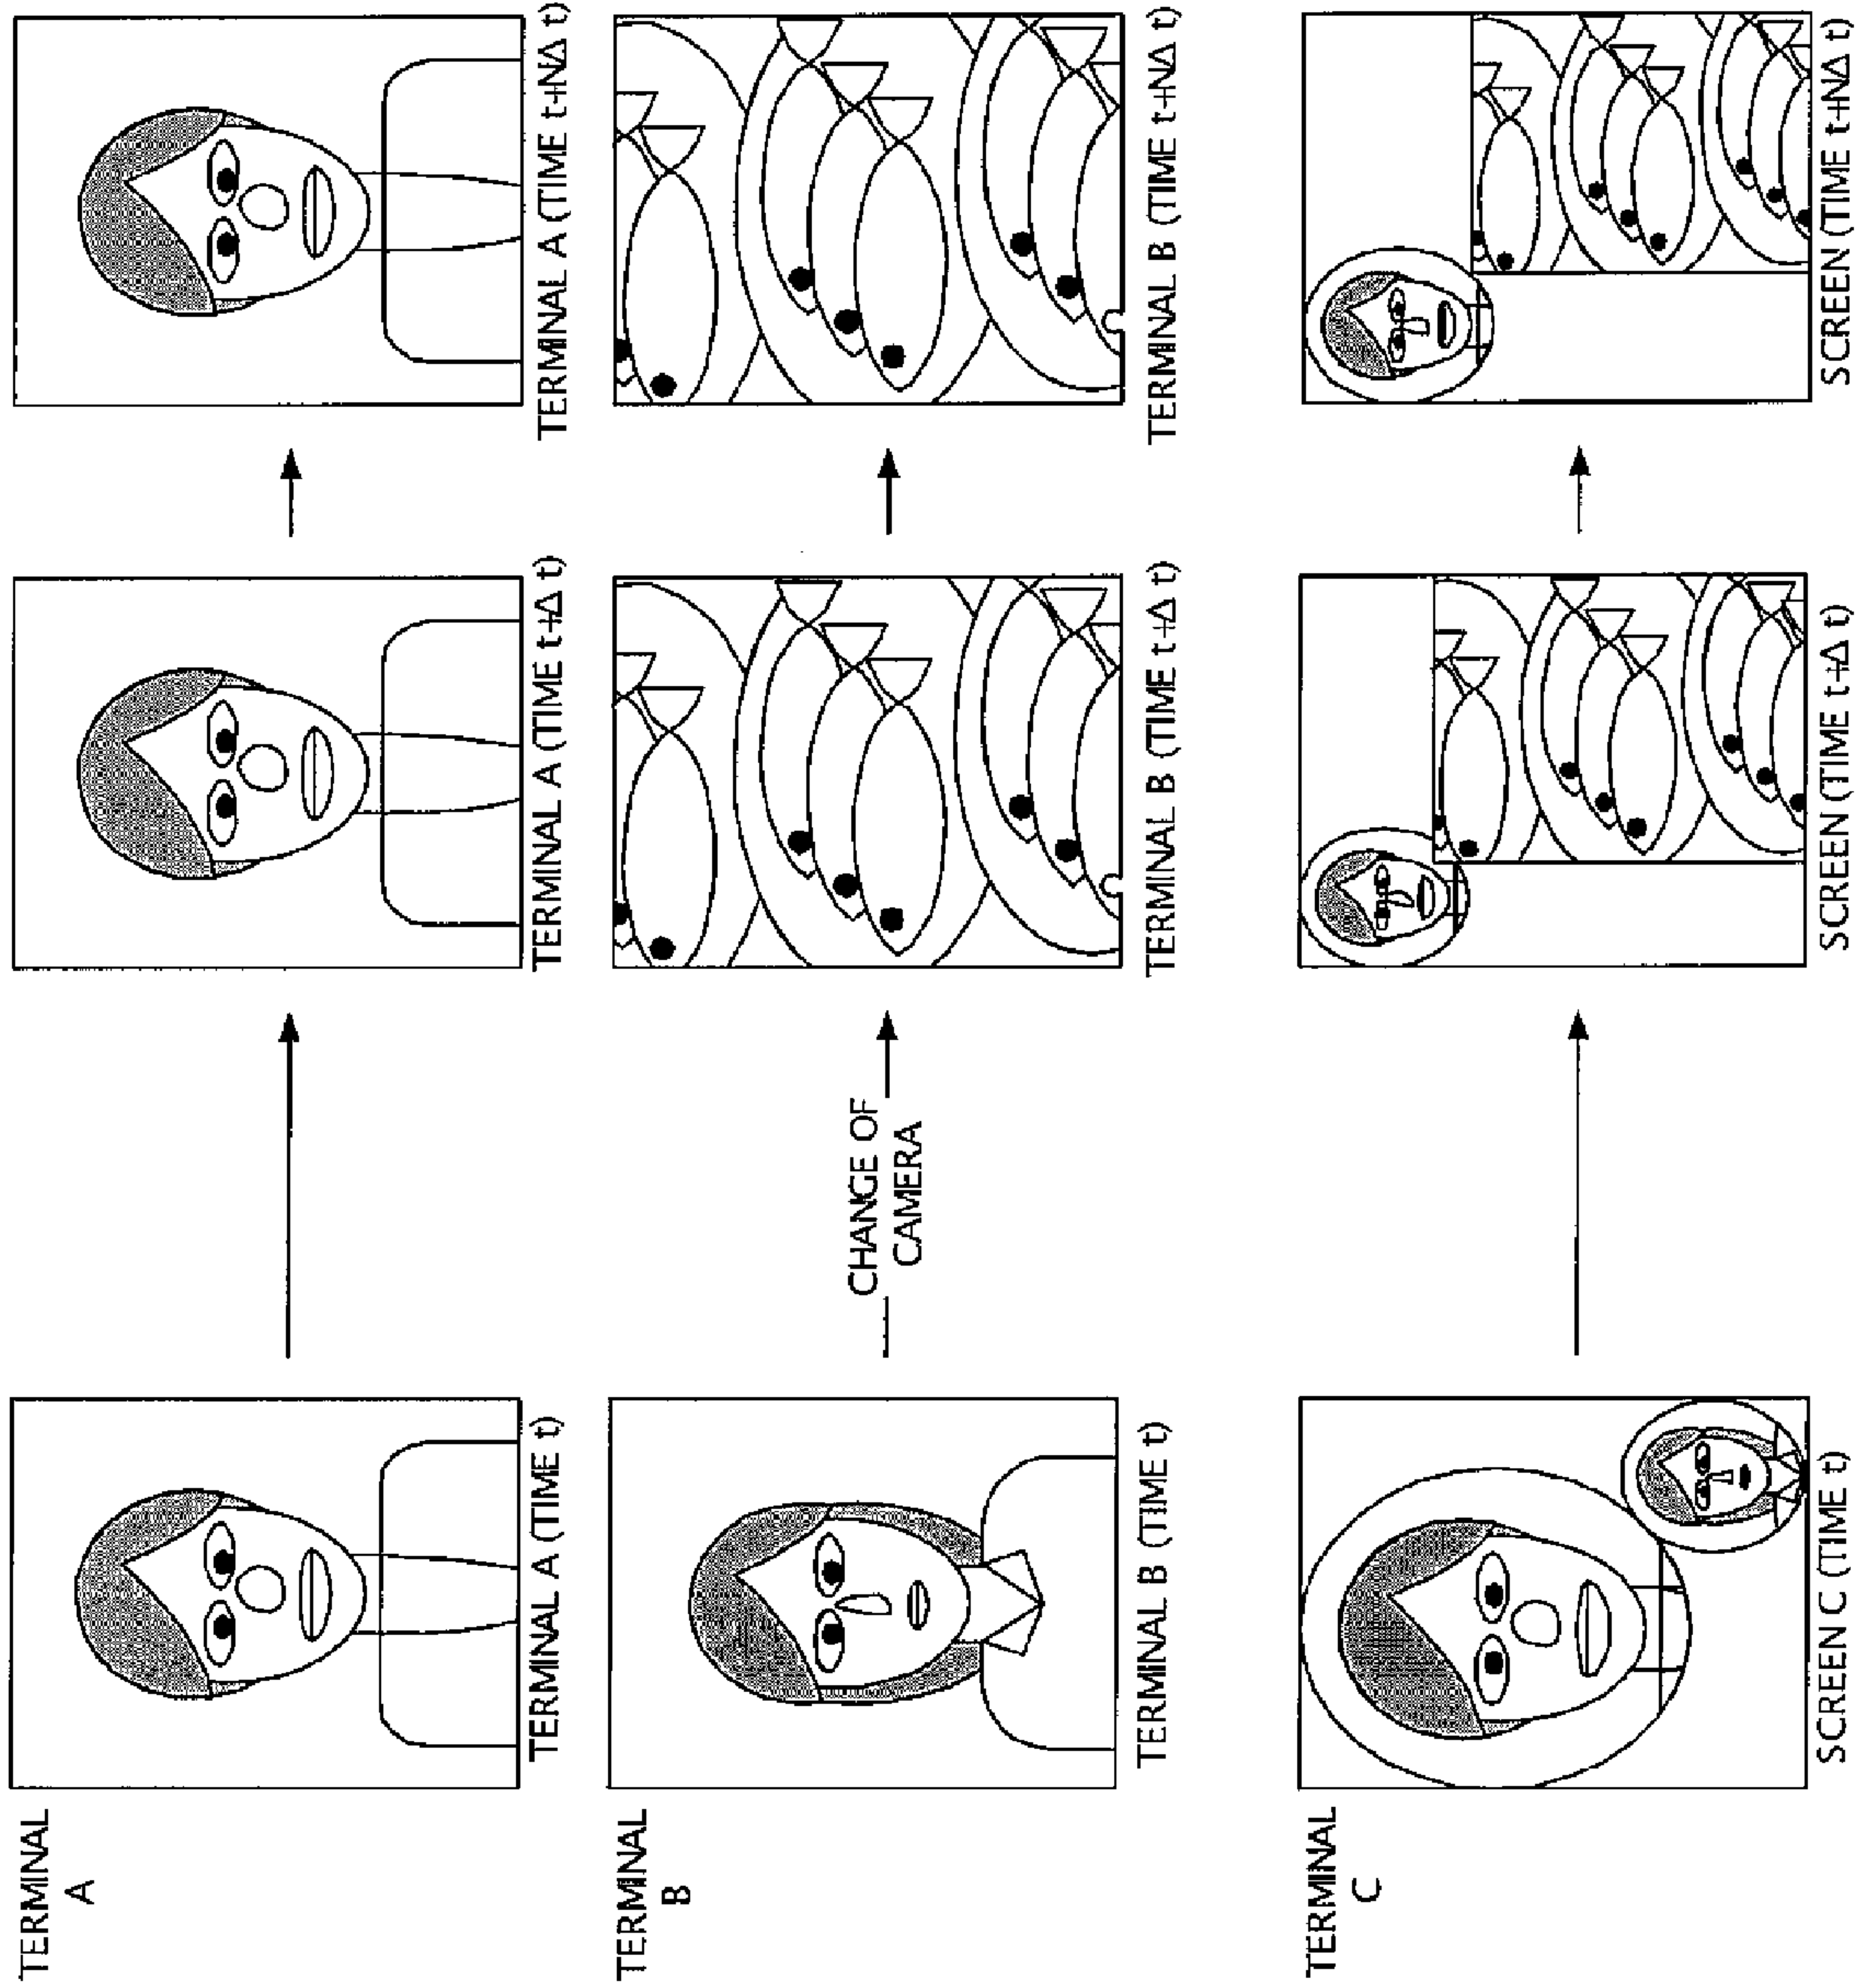 TERMINAL
A
TERMINAL A (TIME t)
TERMINAL A (TIME t+Δ t)
TERMINAL A (TIME t+NΔ t)
TERMINAL
B
CHANGE OF
CAMERA
TERMINAL B (TIME t)
TERMINAL B (TIME t+Δ t)
TERMINAL B (TIME t+NΔ t)
TERMINAL
C
SCREEN C (TIME t)
SCREEN (TIME t+Δ t)
SCREEN (TIME t+NΔ t)